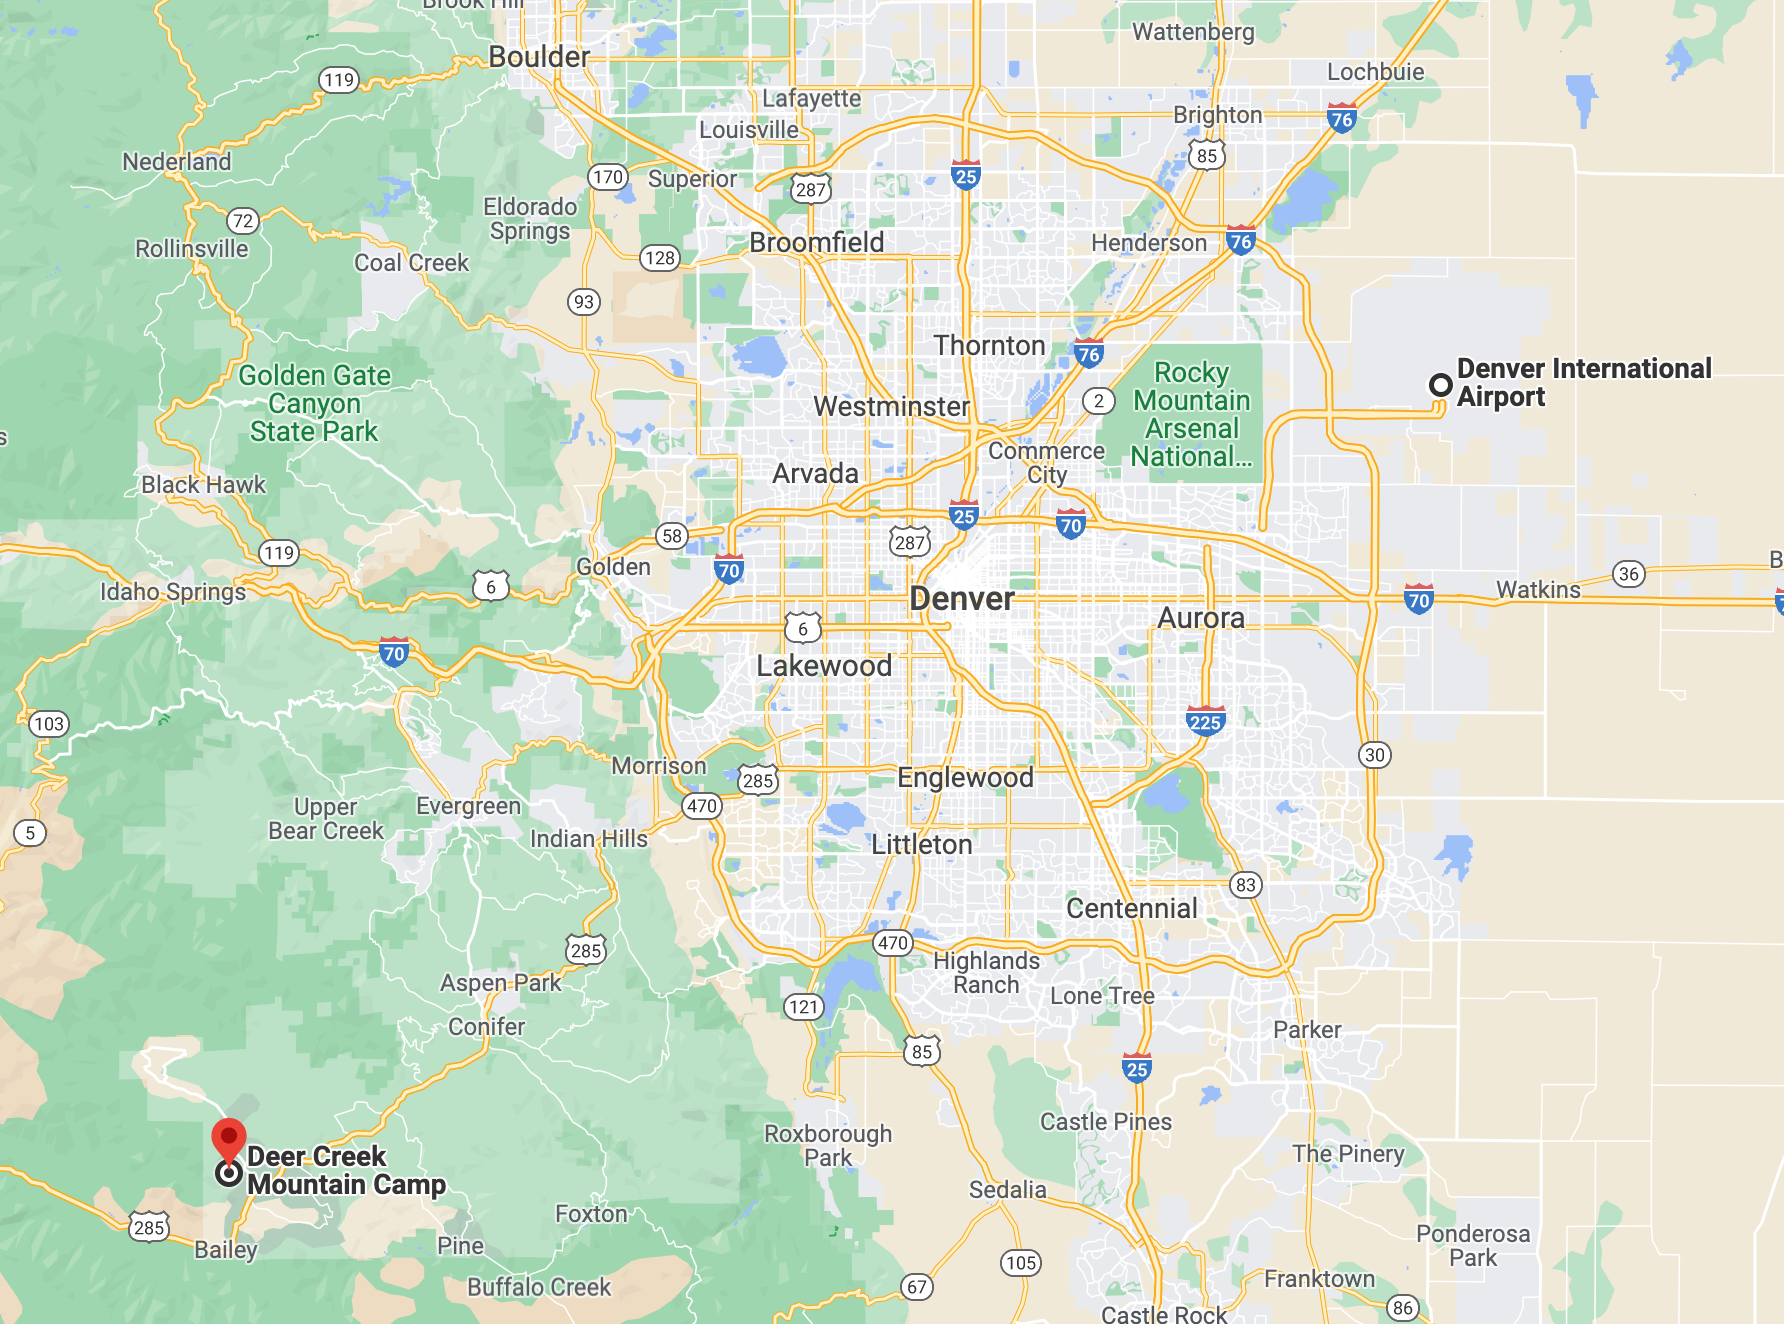 Brook Hill
Boulder
Wattenberg
Lochbuie
119
Lafayette
76
Brighton
Louisville
85
Nederland
170
Superior
25
287
72
Eldorado
Springs
Rollinsville
Coal Creek
Broomfield
Henderson
76
128
93
Thornton
76
Golden Gate
Canyon
State Park
Rocky
Mountain
Arsenal
National...
Denver International
Airport
Westminster
2
Commerce
City
Arvada
Black Hawk
25
70
58
287
119
Golden
70
6
Idaho Springs
36
Watkins
70
Denver
Aurora
6
70
Lakewood
103
225
30
Morrison
285
Englewood
470
Upper
Bear Creek
Evergreen
5
Indian Hills
Littleton
83
Centennial
285
470
Highlands
Ranch
Aspen Park
Lone Tree
121
Conifer
Parker
85
25
Castle Pines
Roxborough
Park
The Pinery
Deer Creek
Mountain Camp
Sedalia
Foxton
285
Bailey
Pine
Ponderosa
Park
105
Buffalo Creek
67
Franktown
86
Castle Rock